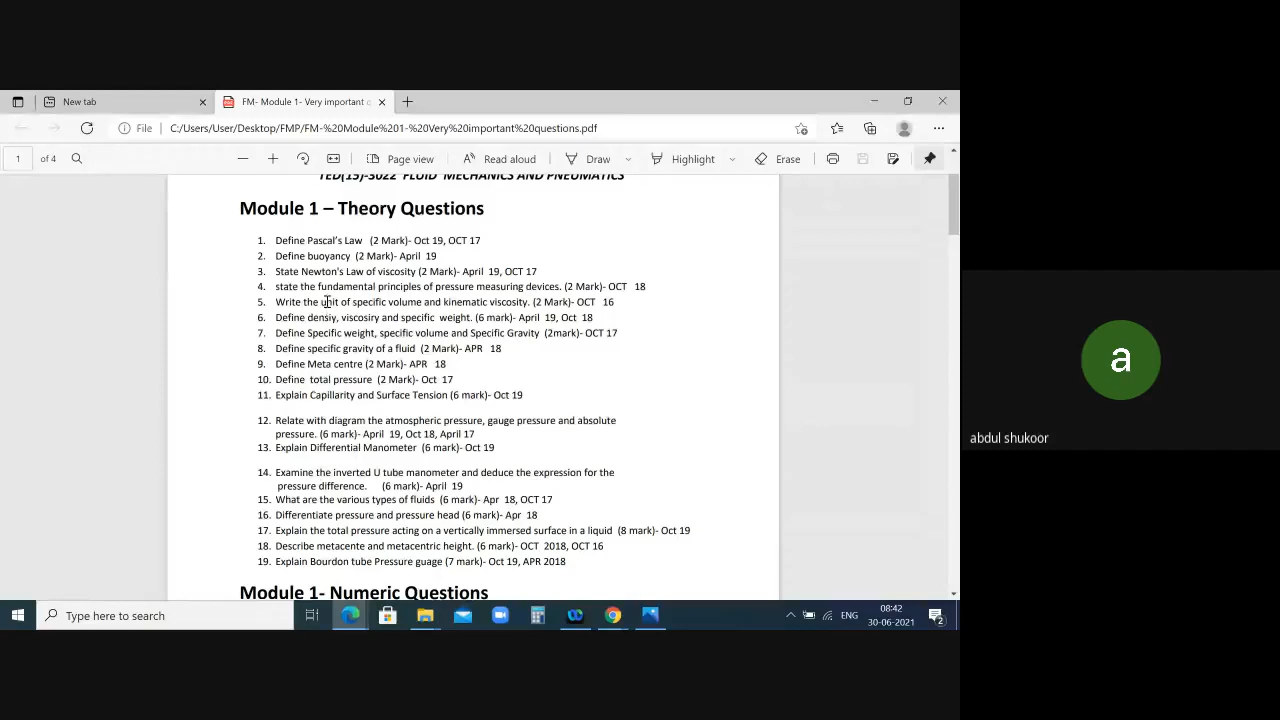 New tab
FM- Module 1- Very important
File
C:/Users/User/Desktop/FMP/FM-%20Module%201-%20Very%20important%20questions.pdf
1 of 4
Page view
Read aloud
Draw
Highlight
Erase
TED(15)-3022 FLUID MECHANICS AND PNEUMATICS
Module 1 – Theory Questions
1. Define Pascal's Law (2 Mark)- Oct 19, OCT 17
2. Define buoyancy (2 Mark)- April 19
3. State Newton's Law of viscosity (2 Mark)- April 19, OCT 17
4. state the fundamental principles of pressure measuring devices. (2 Mark)- OCT 18
5. Write the unit of specific volume and kinematic viscosity. (2 Mark)- OCT 16
6. Define densiy, viscosiry and specific weight. (6 mark)- April 19, Oct 18
7. Define Specific weight, specific volume and Specific Gravity (2mark)- OCT 17
8. Define specific gravity of a fluid (2 Mark)- APR 18
9. Define Meta centre (2 Mark)- APR 18
10. Define total pressure (2 Mark)- Oct 17
11. Explain Capillarity and Surface Tension (6 mark)- Oct 19
12. Relate with diagram the atmospheric pressure, gauge pressure and absolute
pressure. (6 mark)- April 19, Oct 18, April 17
13. Explain Differential Manometer (6 mark)- Oct 19
14. Examine the inverted U tube manometer and deduce the expression for the
pressure difference. (6 mark)- April 19
15. What are the various types of fluids (6 mark)- Apr 18, OCT 17
16. Differentiate pressure and pressure head (6 mark)- Apr 18
17. Explain the total pressure acting on a vertically immersed surface in a liquid (8 mark)- Oct 19
18. Describe metacente and metacentric height. (6 mark)- OCT 2018, OCT 16
19. Explain Bourdon tube Pressure guage (7 mark)- Oct 19, APR 2018
Module 1- Numeric Questions
Type here to search
ENG
08:42
30-06-2021
2
a
abdul shukoor